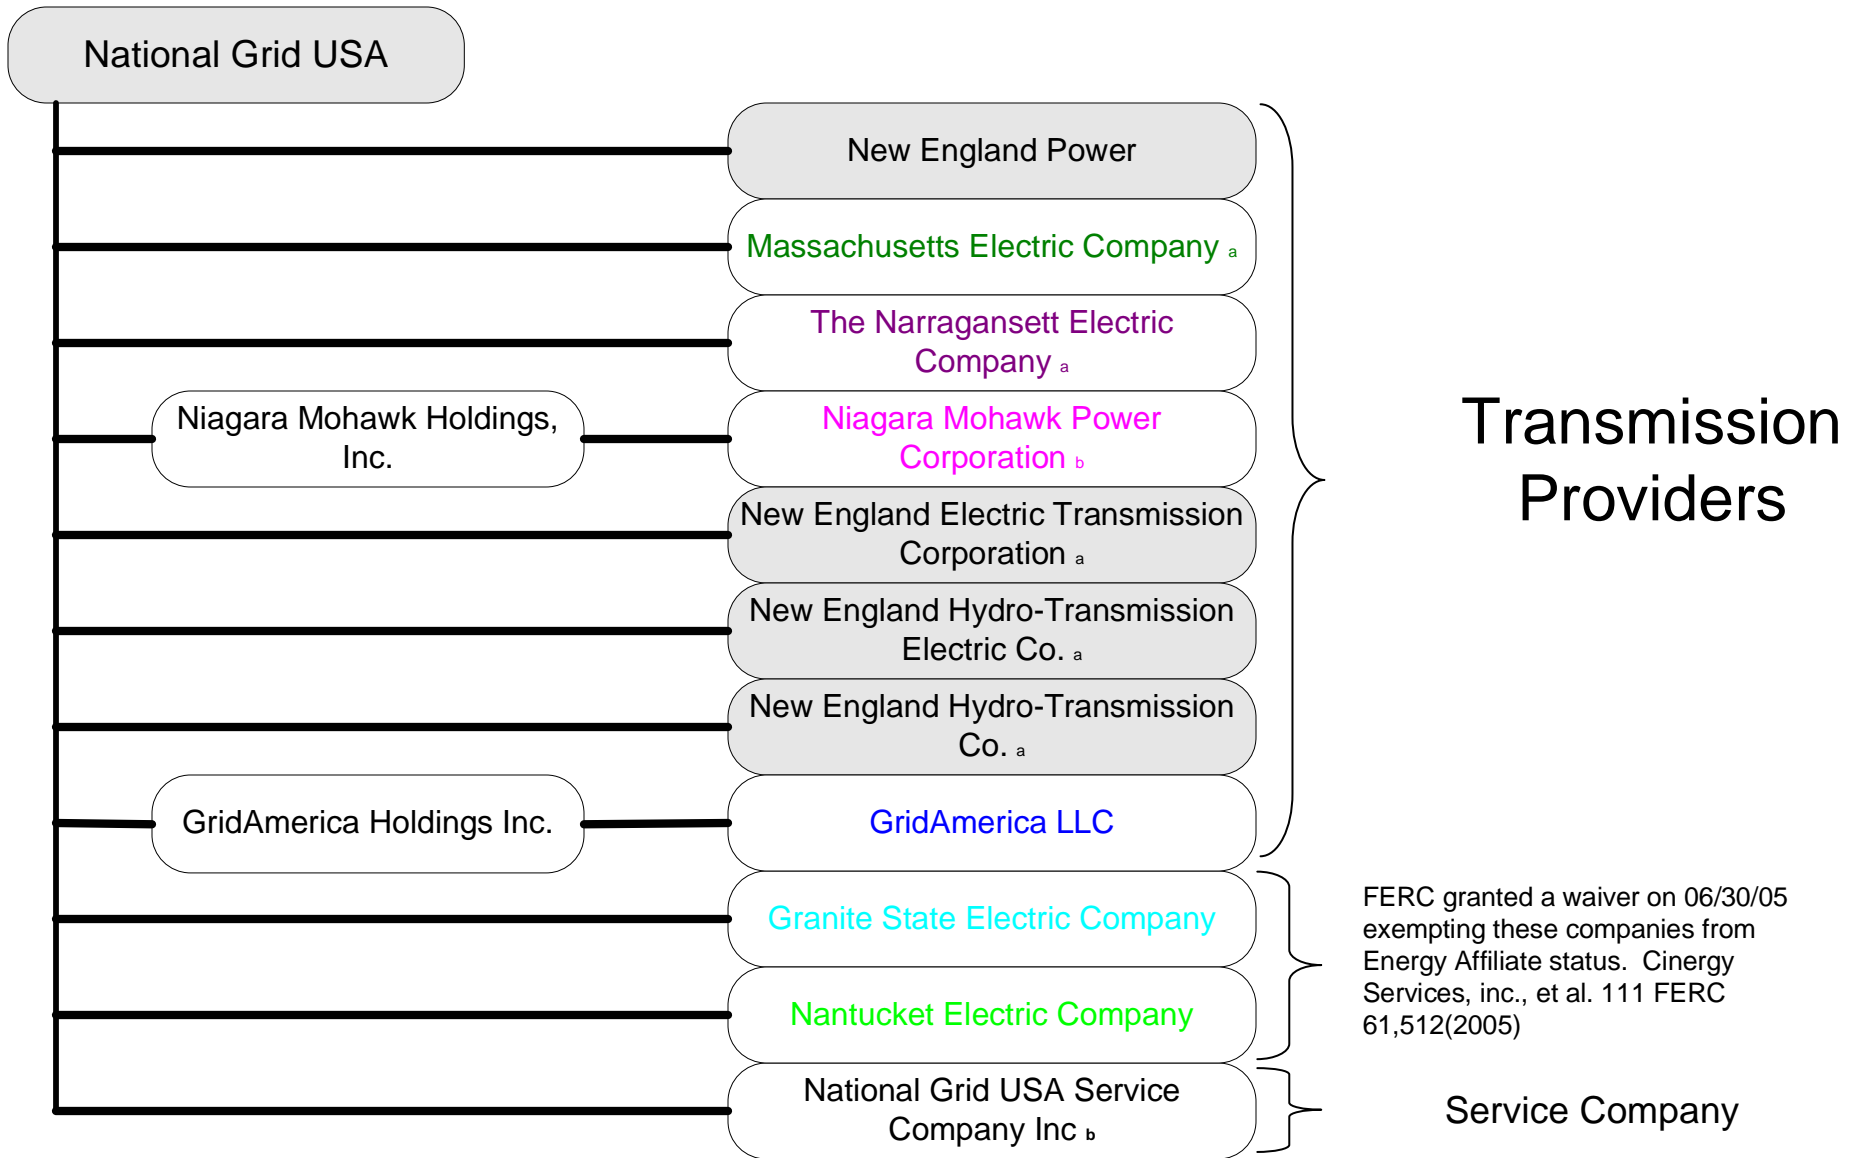 National Grid USA
New England Power
Massachusetts Electric Company a
The Narragansett Electric
Company a
Niagara Mohawk Holdings,
Inc.
Niagara Mohawk Power
Corporation b
Transmission
Providers
New England Electric Transmission
Corporation a
New England Hydro-Transmission
Electric Co. a
New England Hydro-Transmission
Co. a
GridAmerica Holdings Inc.
GridAmerica LLC
Granite State Electric Company
Nantucket Electric Company
FERC granted a waiver on 06/30/05
exempting these companies from
Energy Affiliate status.  Cinergy
Services, inc., et al. 111 FERC
61,512(2005)
National Grid USA Service
Company Inc b
Service Company